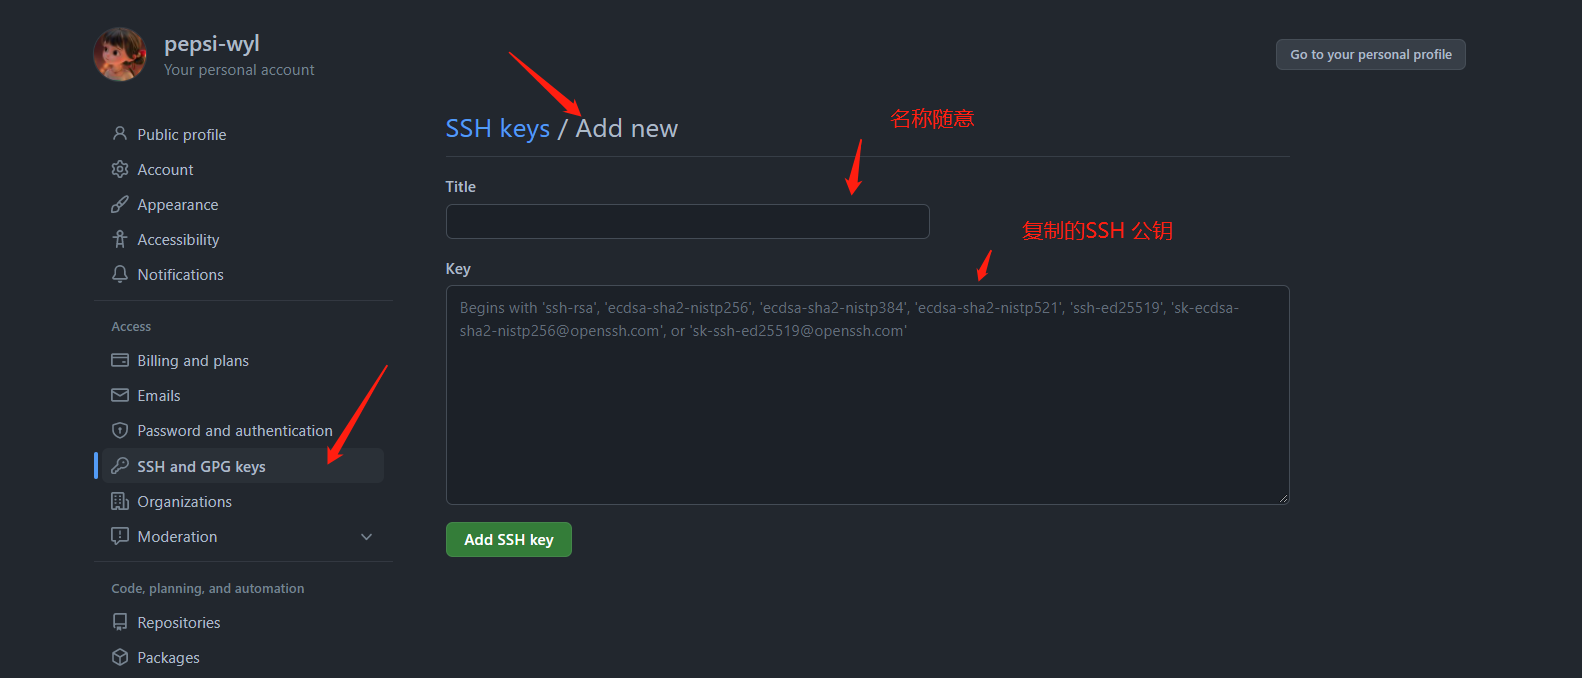 pepsi-wyl
Your personal account
Go to your personal profile
Public profile
Account
Appearance
Accessibility
Notifications
Access
Billing and plans
Emails
Password and authentication
SSH and GPG keys
Organizations
Moderation
Code, planning, and automation
Repositories
Packages
SSH keys / Add new
名称随意
Title
复制的SSH 公钥
Key
Begins with 'ssh-rsa', 'ecdsa-sha2-nistp256', 'ecdsa-sha2-nistp384', 'ecdsa-sha2-nistp521', 'ssh-ed25519', 'sk-ecdsa-
sha2-nistp256@openssh.com', or 'sk-ssh-ed25519@openssh.com'
Add SSH key